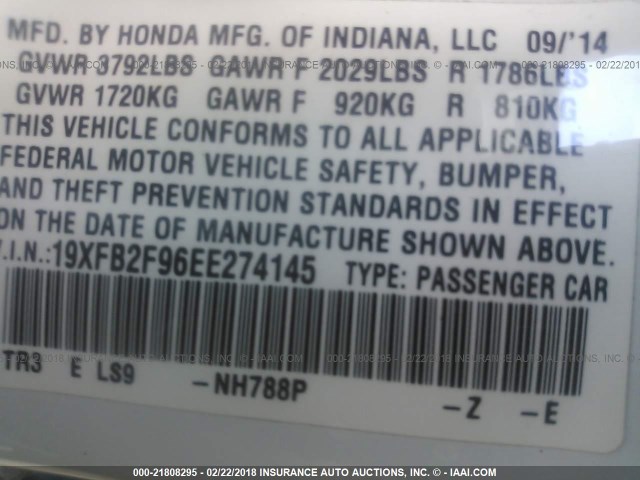 MFD. BY HONDA MFG. OF INDIANA, LLC 09/'14
GVWR 3792LBS GAWR F 2029LBS R 1786LBS
GVWR 1720KG GAWR F 920KG R 810KG
THIS VEHICLE CONFORMS TO ALL APPLICABLE
FEDERAL MOTOR VEHICLE SAFETY, BUMPER,
AND THEFT PREVENTION STANDARDS IN EFFECT
ON THE DATE OF MANUFACTURE SHOWN ABOVE.
V.I.N.:19XFB2F96EE274145 TYPE: PASSENGER CAR
TR3 E LS9 -NH788P -Z -E
000-21808295 - 02/22/2018 INSURANCE AUTO AUCTIONS, INC. - © - IAAI.COM